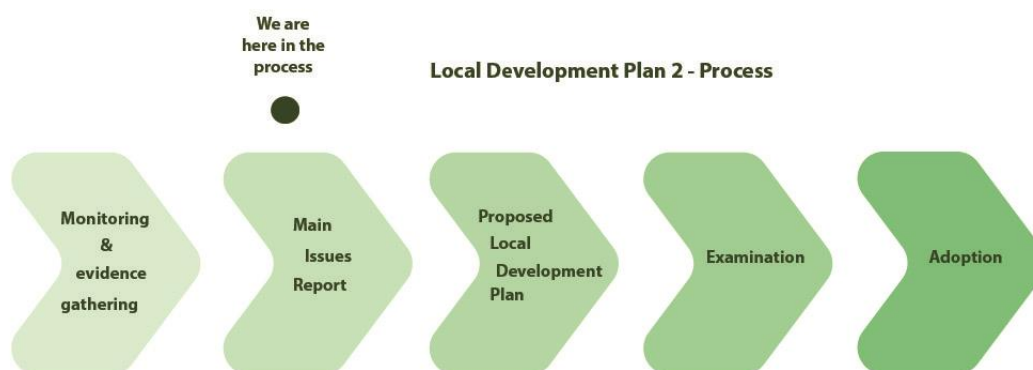 We are
here in the
process
Local Development Plan 2 - Process
Monitoring
&
evidence
gathering
Main
Issues
Report
Proposed
Local
Development
Plan
Examination
Adoption